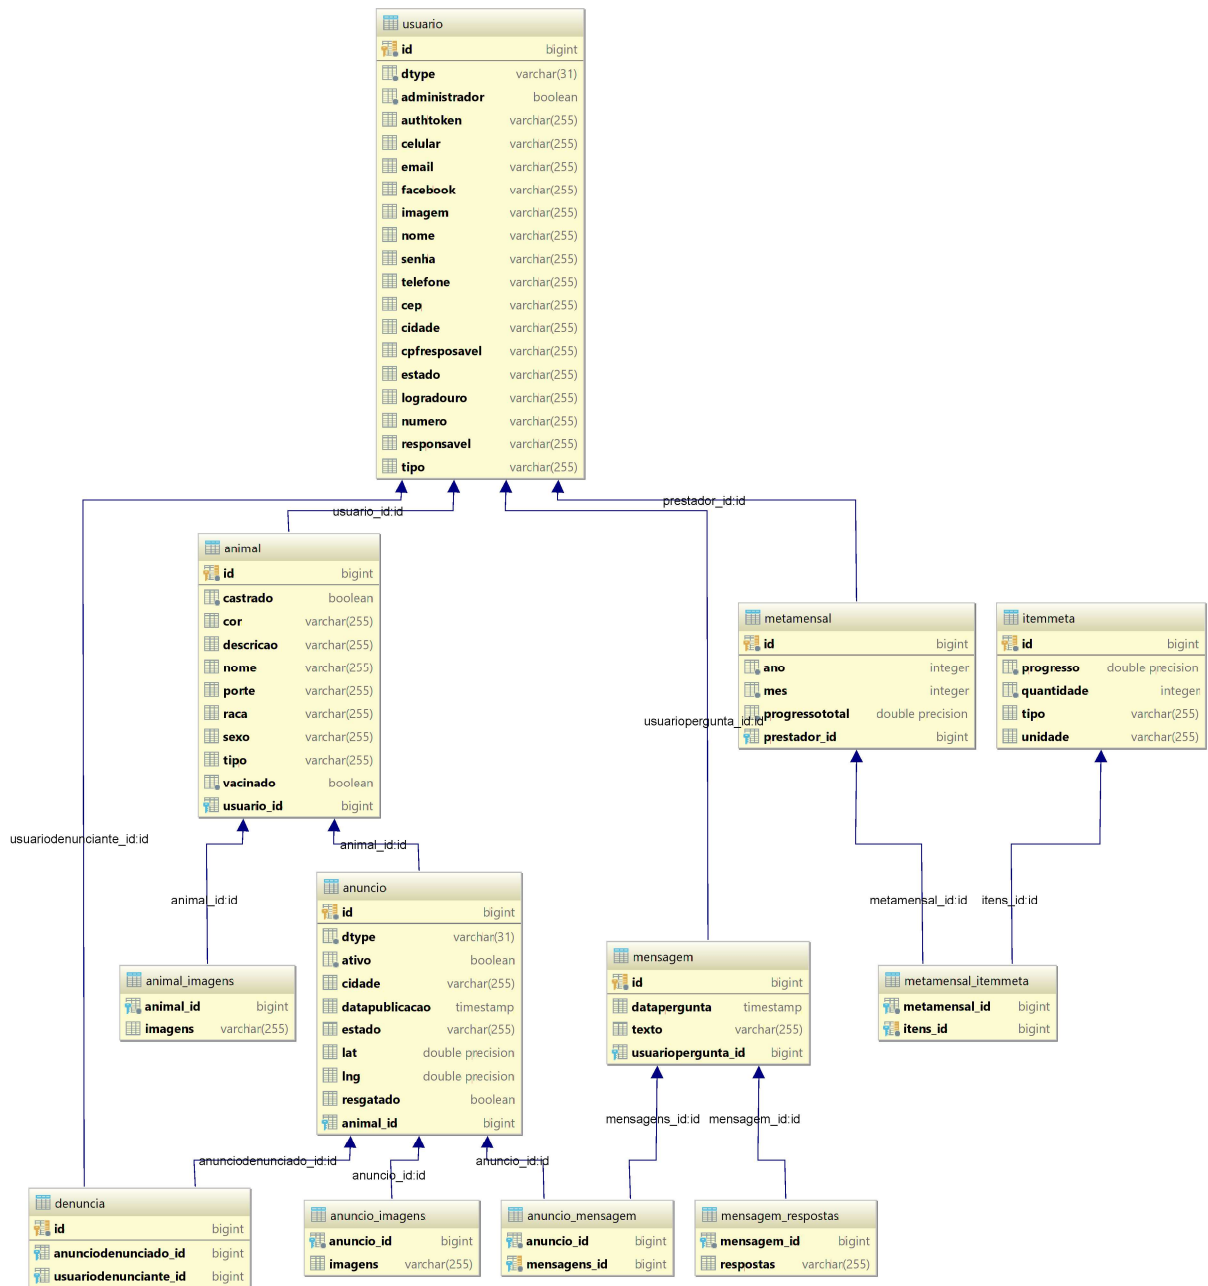 usuario
id bigint
dtype varchar(31)
administrador boolean
authtoken varchar(255)
celular varchar(255)
email varchar(255)
facebook varchar(255)
imagem varchar(255)
nome varchar(255)
senha varchar(255)
telefone varchar(255)
cep varchar(255)
cidade varchar(255)
cpfresposavel varchar(255)
estado varchar(255)
logradouro varchar(255)
numero varchar(255)
responsavel varchar(255)
tipo varchar(255)
usuario_id:id
prestador_id:id
animal
id bigint
castrado boolean
cor varchar(255)
descricao varchar(255)
nome varchar(255)
porte varchar(255)
raca varchar(255)
sexo varchar(255)
tipo varchar(255)
vacinado boolean
usuario_id bigint
metamensal
id bigint
ano integer
mes integer
progressototal double precision
prestador_id bigint
itemmeta
id bigint
progresso double precision
quantidade integer
tipo varchar(255)
unidade varchar(255)
usuariopergunta_id:id
usuariodenunciante_id:id
animal_id:id
animal_id:id
metamensal_id:id
itens_id:id
anuncio
id bigint
dtype varchar(31)
ativo boolean
cidade varchar(255)
datapublicacao timestamp
estado varchar(255)
lat double precision
lng double precision
resgatado boolean
animal_id bigint
animal_imagens
animal_id bigint
imagens varchar(255)
mensagem
id bigint
datapergunta timestamp
texto varchar(255)
usuariopergunta_id bigint
metamensal_itemmeta
metamensal_id bigint
itens_id bigint
mensagens_id:id
mensagem_id:id
anunciodenunciado_id:id
anuncio_id:id
anuncio_id:id
denuncia
id bigint
anunciodenunciado_id bigint
usuariodenunciante_id bigint
anuncio_imagens
anuncio_id bigint
imagens varchar(255)
anuncio_mensagem
anuncio_id bigint
mensagens_id bigint
mensagem_respostas
mensagem_id bigint
respostas varchar(255)